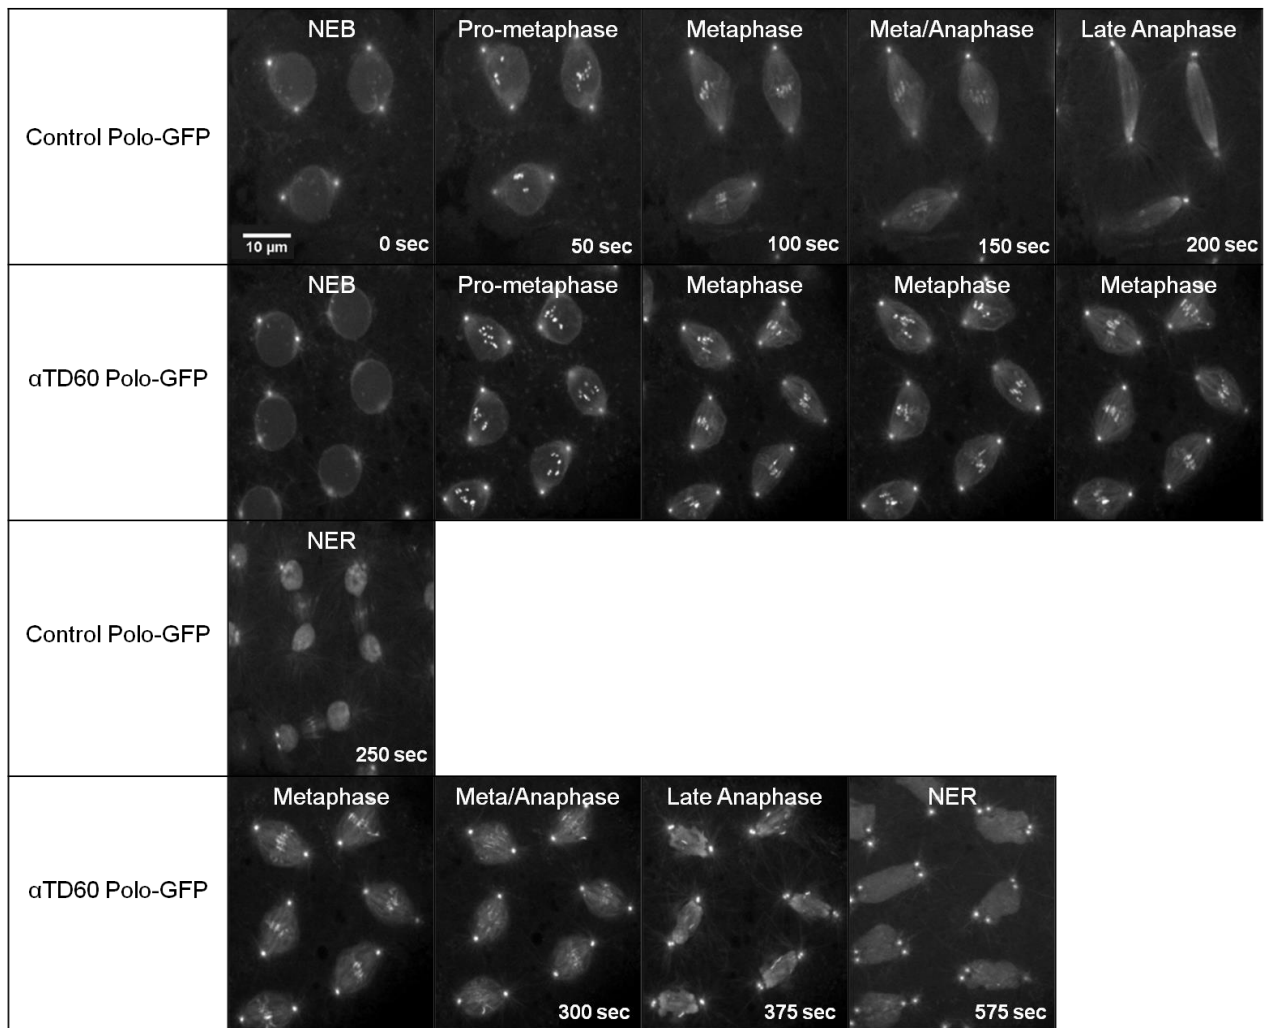 NEB
Pro-metaphase
Metaphase
Meta/Anaphase
Late Anaphase
Control Polo-GFP
10 µm
0 sec
50 sec
100 sec
150 sec
200 sec
NEB
Pro-metaphase
Metaphase
Metaphase
Metaphase
αTD60 Polo-GFP
NER
Control Polo-GFP
250 sec
Metaphase
Meta/Anaphase
Late Anaphase
NER
αTD60 Polo-GFP
300 sec
375 sec
575 sec